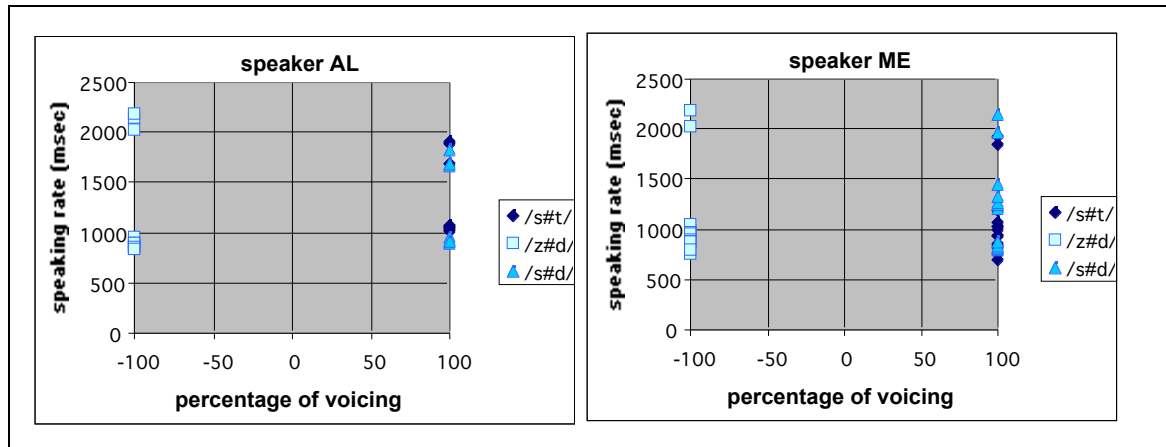 speaker AL
2500
2000
1500
1000
500
0
-100 -50 0 50 100
speaking rate (msec)
percentage of voicing
/s#t/
/z#d/
/s#d/
speaker ME
2500
2000
1500
1000
500
0
-100 -50 0 50 100
speaking rate (msec)
percentage of voicing
/s#t/
/z#d/
/s#d/